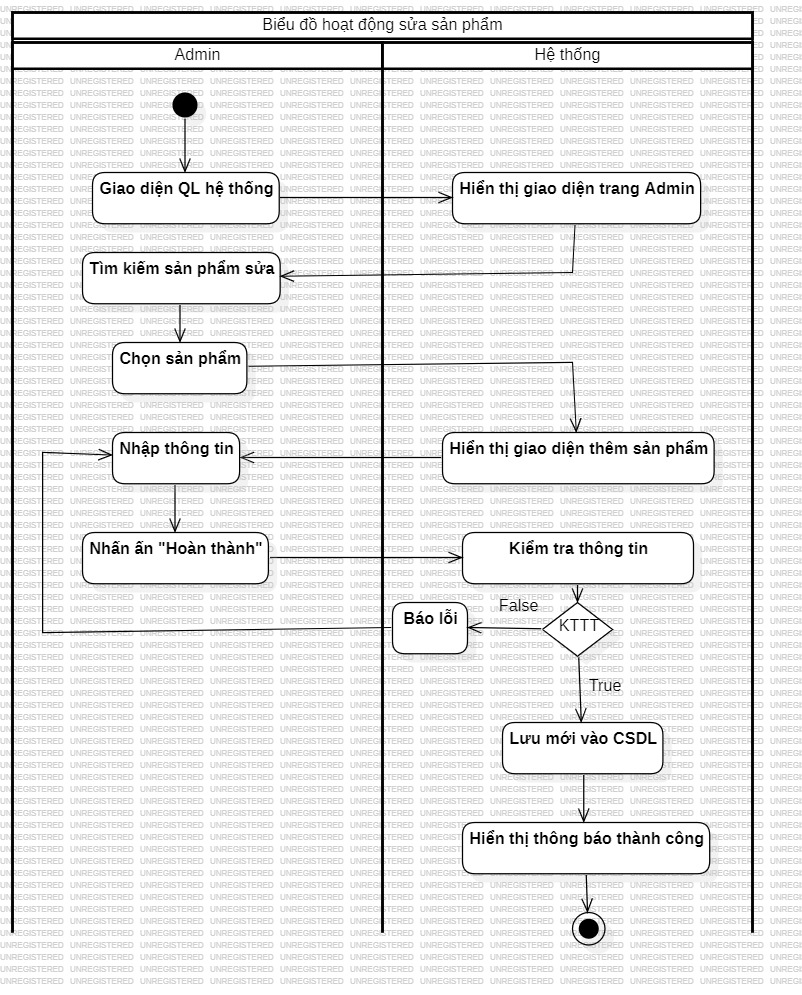 Biểu đồ hoạt động sửa sản phẩm
Admin
Hệ thống
Giao diện QL hệ thống
Hiển thị giao diện trang Admin
Tìm kiếm sản phẩm sửa
Chọn sản phẩm
Nhập thông tin
Hiển thị giao diện thêm sản phẩm
Nhấn ấn "Hoàn thành"
Kiểm tra thông tin
Báo lỗi
False
KTTT
True
Lưu mới vào CSDL
Hiển thị thông báo thành công
UNREGISTERED